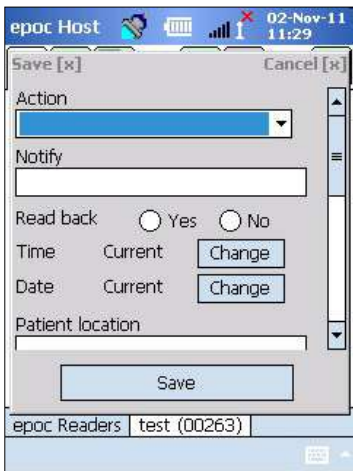 epoc Host 02-Nov-11
11:29
Save [x] Cancel [x]
Action
Notify
Read back Yes No
Time Current Change
Date Current Change
Patient location
Save
epoc Readers test (00263)